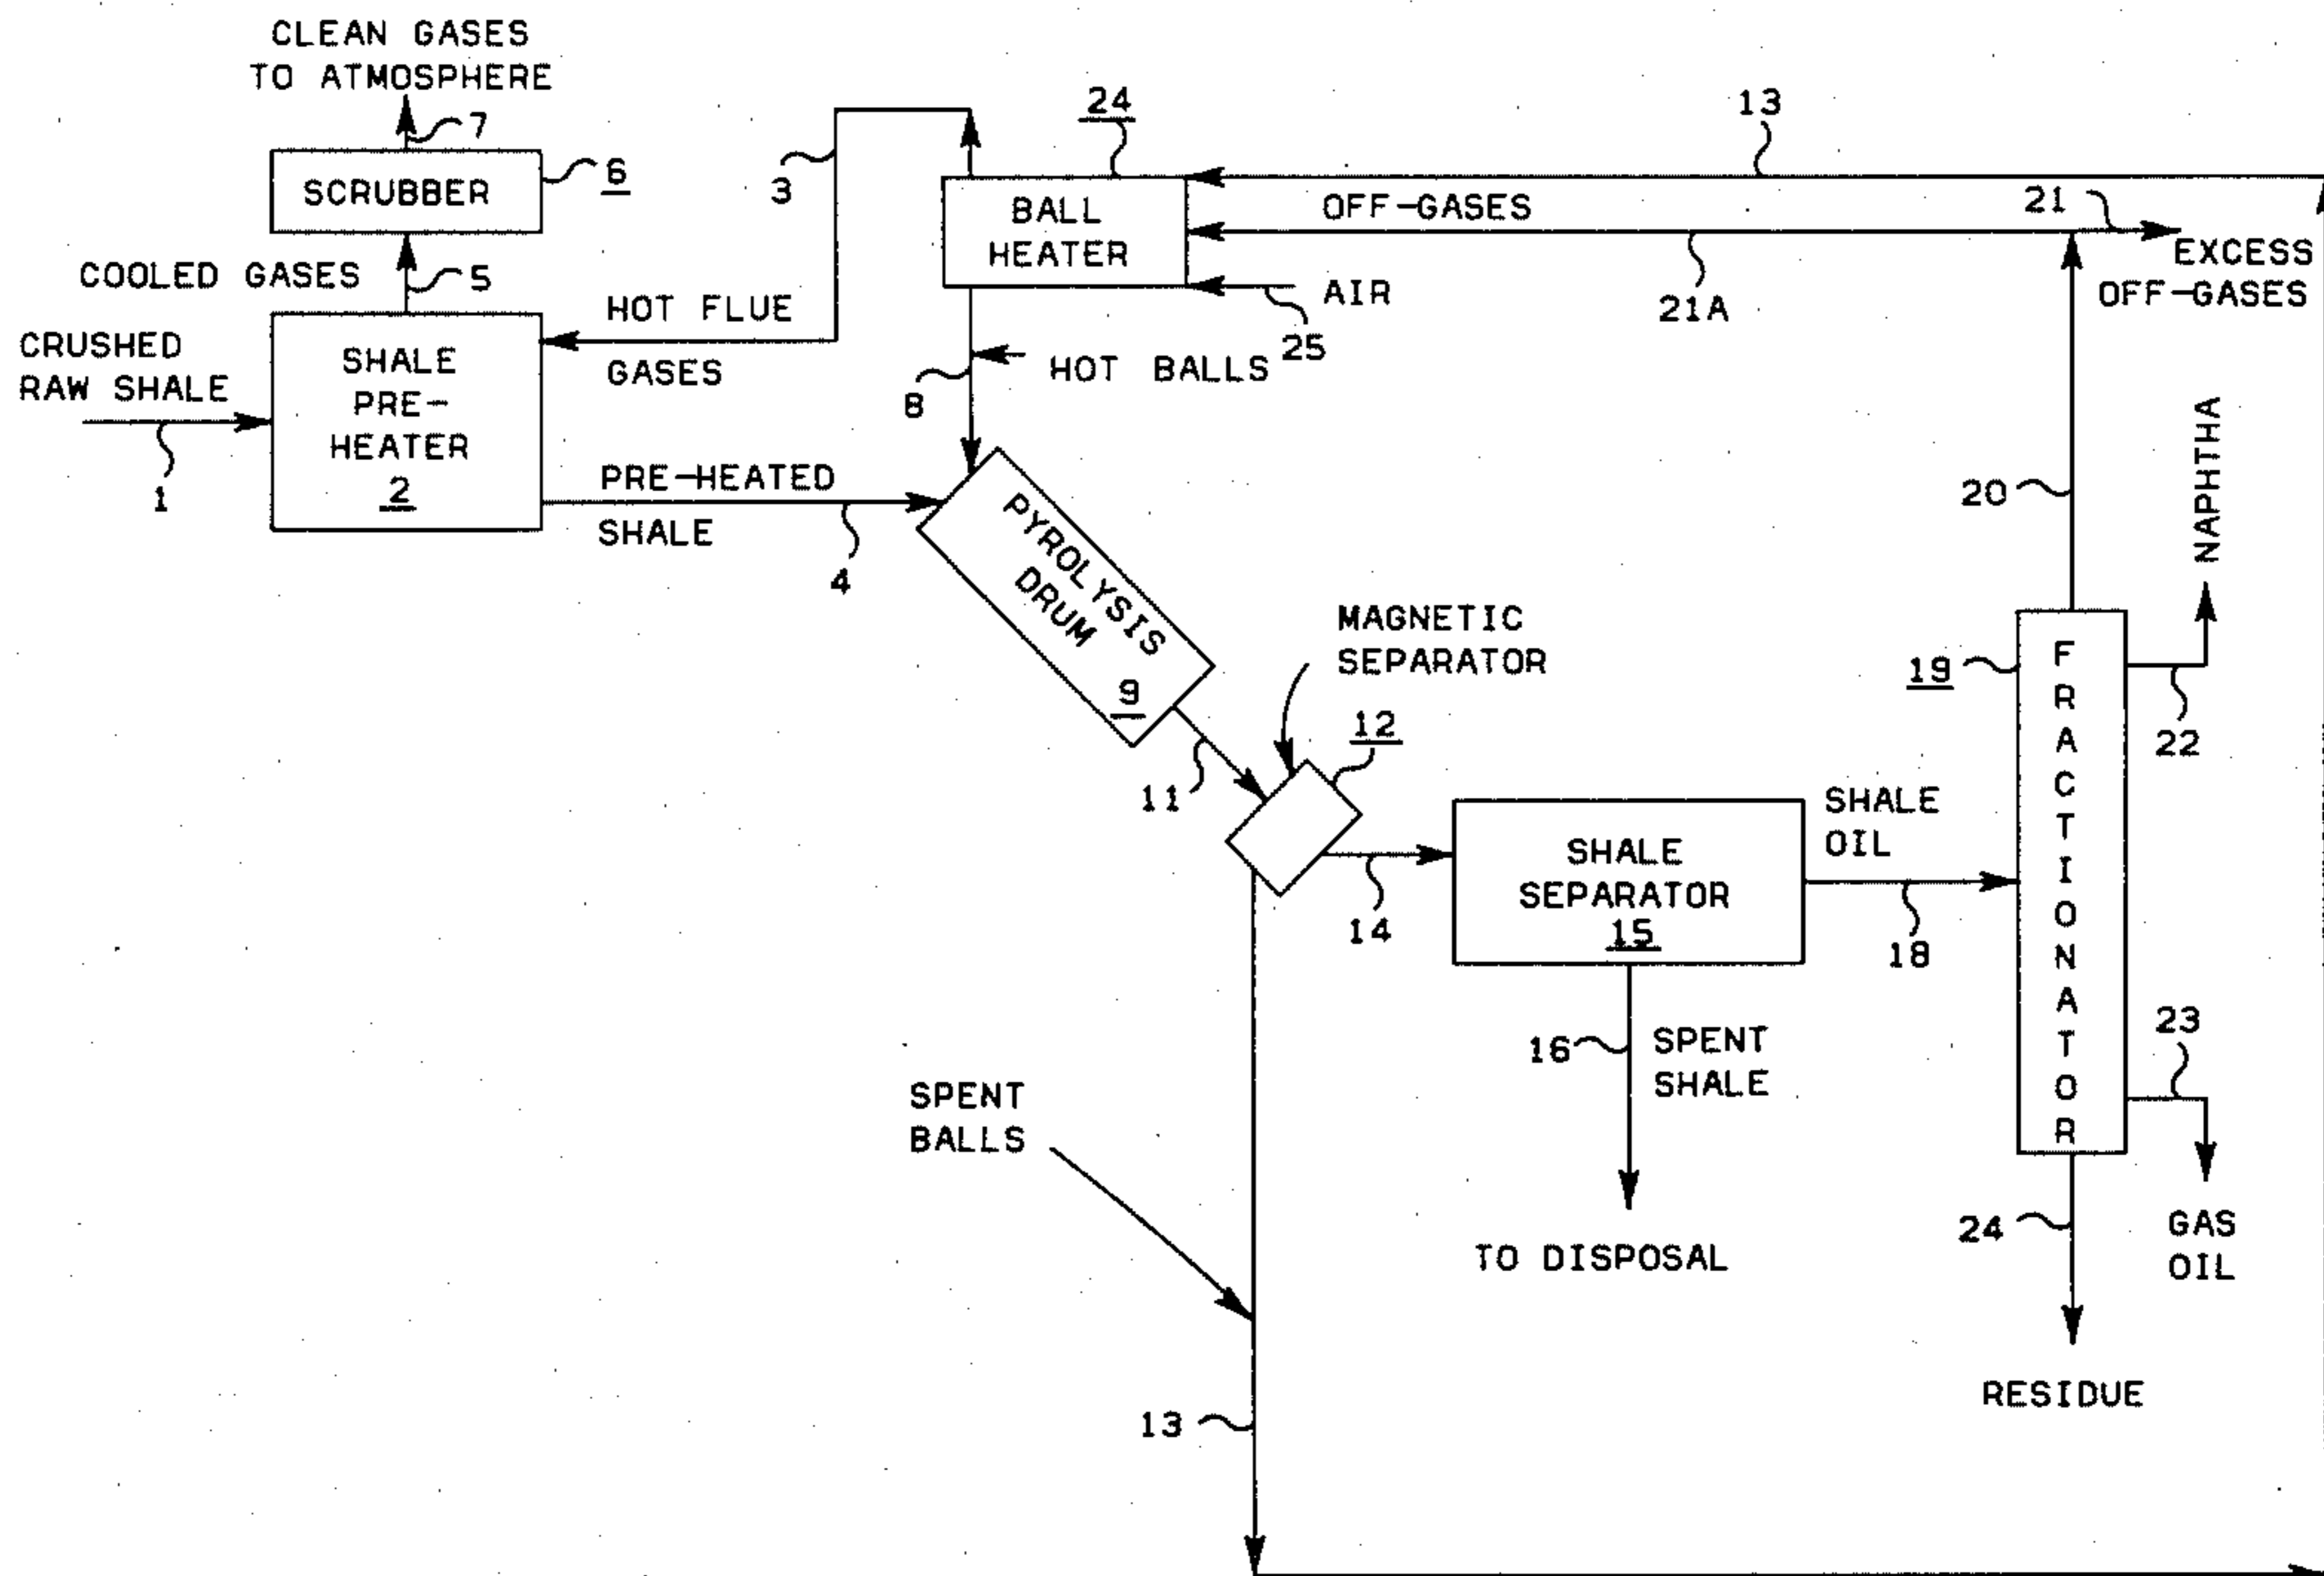 CLEAN GASES
TO ATMOSPHERE
7
SCRUBBER
6
COOLED GASES
5
CRUSHED
RAW SHALE
1
SHALE
PRE-
HEATER
2
3
HOT FLUE
GASES
PRE-HEATED
SHALE
4
24
BALL
HEATER
13
OFF-GASES
21
EXCESS
OFF-GASES
21A
AIR
25
HOT BALLS
8
PYROLYSIS
DRUM
9
11
MAGNETIC
SEPARATOR
12
14
SHALE
SEPARATOR
15
SHALE
OIL
18
16
SPENT
SHALE
TO DISPOSAL
20
NAPHTHA
19
FRACTIONATOR
22
23
GAS
OIL
24
RESIDUE
SPENT
BALLS
13